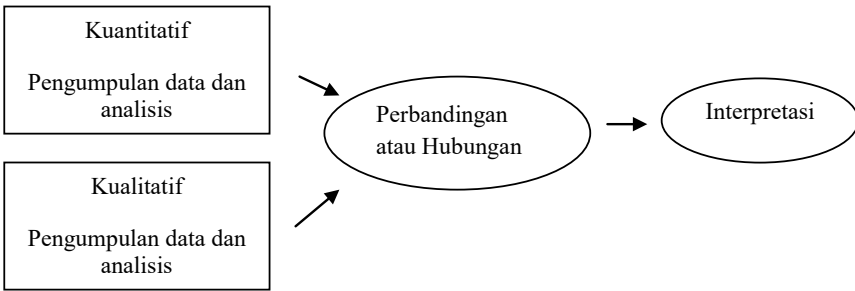 Kuantitatif
Pengumpulan data dan
analisis
Kualitatif
Pengumpulan data dan
analisis
Perbandingan
atau Hubungan
Interpretasi